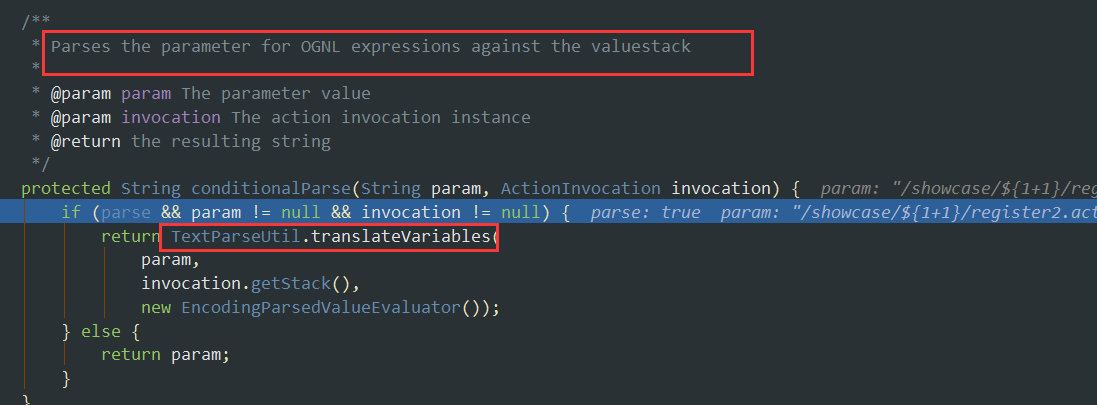 /**
* Parses the parameter for OGNL expressions against the valuestack
*
* @param param The parameter value
* @param invocation The action invocation instance
* @return the resulting string
*/
protected String conditionalParse(String param, ActionInvocation invocation) { param: "/showcase/${1+1}/reg
if (parse && param != null && invocation != null) { parse: true param: "/showcase/${1+1}/register2.act
return TextParseUtil.translateVariables(
param,
invocation.getStack(),
new EncodingParsedValueEvaluator());
} else {
return param;
}
}